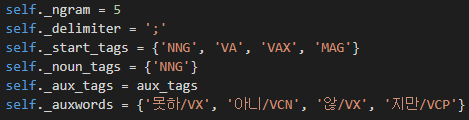 self._ngram = 5
self._delimiter = ';'
self._start_tags = {'NNG', 'VA', 'VAX', 'MAG'}
self._noun_tags = {'NNG'}
self._aux_tags = aux_tags
self._auxwords = {'못하/VX', '아니/VCN', '않/VX', '지만/VCP'}